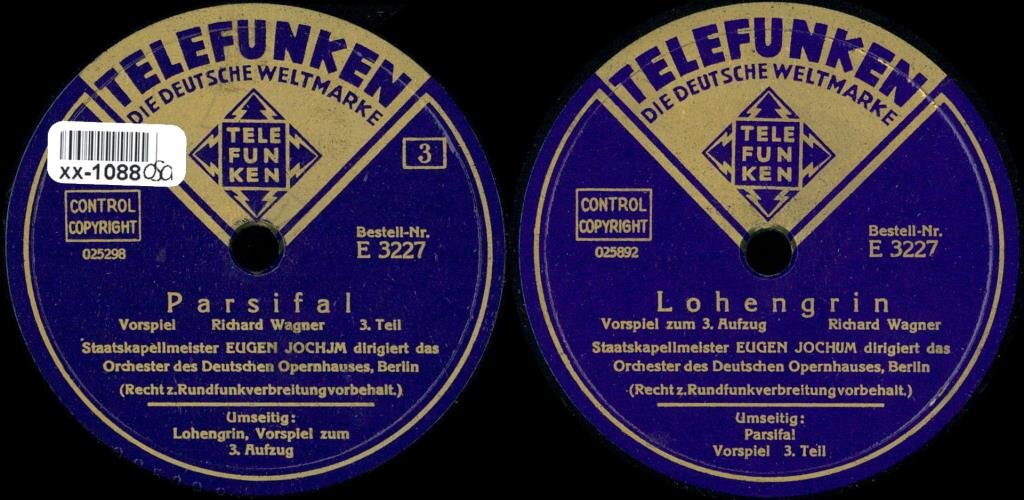 TELEFUNKEN
DIE DEUTSCHE WELTMARKE
TELE
FUN
KEN
3
xx-1088
CONTROL
COPYRIGHT
025298
Bestell-Nr.
E 3227
Parsifal
Vorspiel Richard Wagner 3. Teil
Staatskapellmeister EUGEN JOCHJM dirigiert das
Orchester des Deutschen Opernhauses, Berlin
(Recht z.Rundfunkverbreitungvorbehalt.)
Umseitig:
Lohengrin, Vorspiel zum
3. Aufzug
TELEFUNKEN
DIE DEUTSCHE WELTMARKE
TELE
FUN
KEN
CONTROL
COPYRIGHT
025892
Bestell-Nr.
E 3227
Lohengrin
Vorspiel zum 3. Aufzug Richard Wagner
Staatskapellmeister EUGEN JOCHUM dirigiert das
Orchester des Deutschen Opernhauses, Berlin
(Recht z.Rundfunkverbreitungvorbehalt.)
Umseitig:
Parsifal
Vorspiel 3. Teil